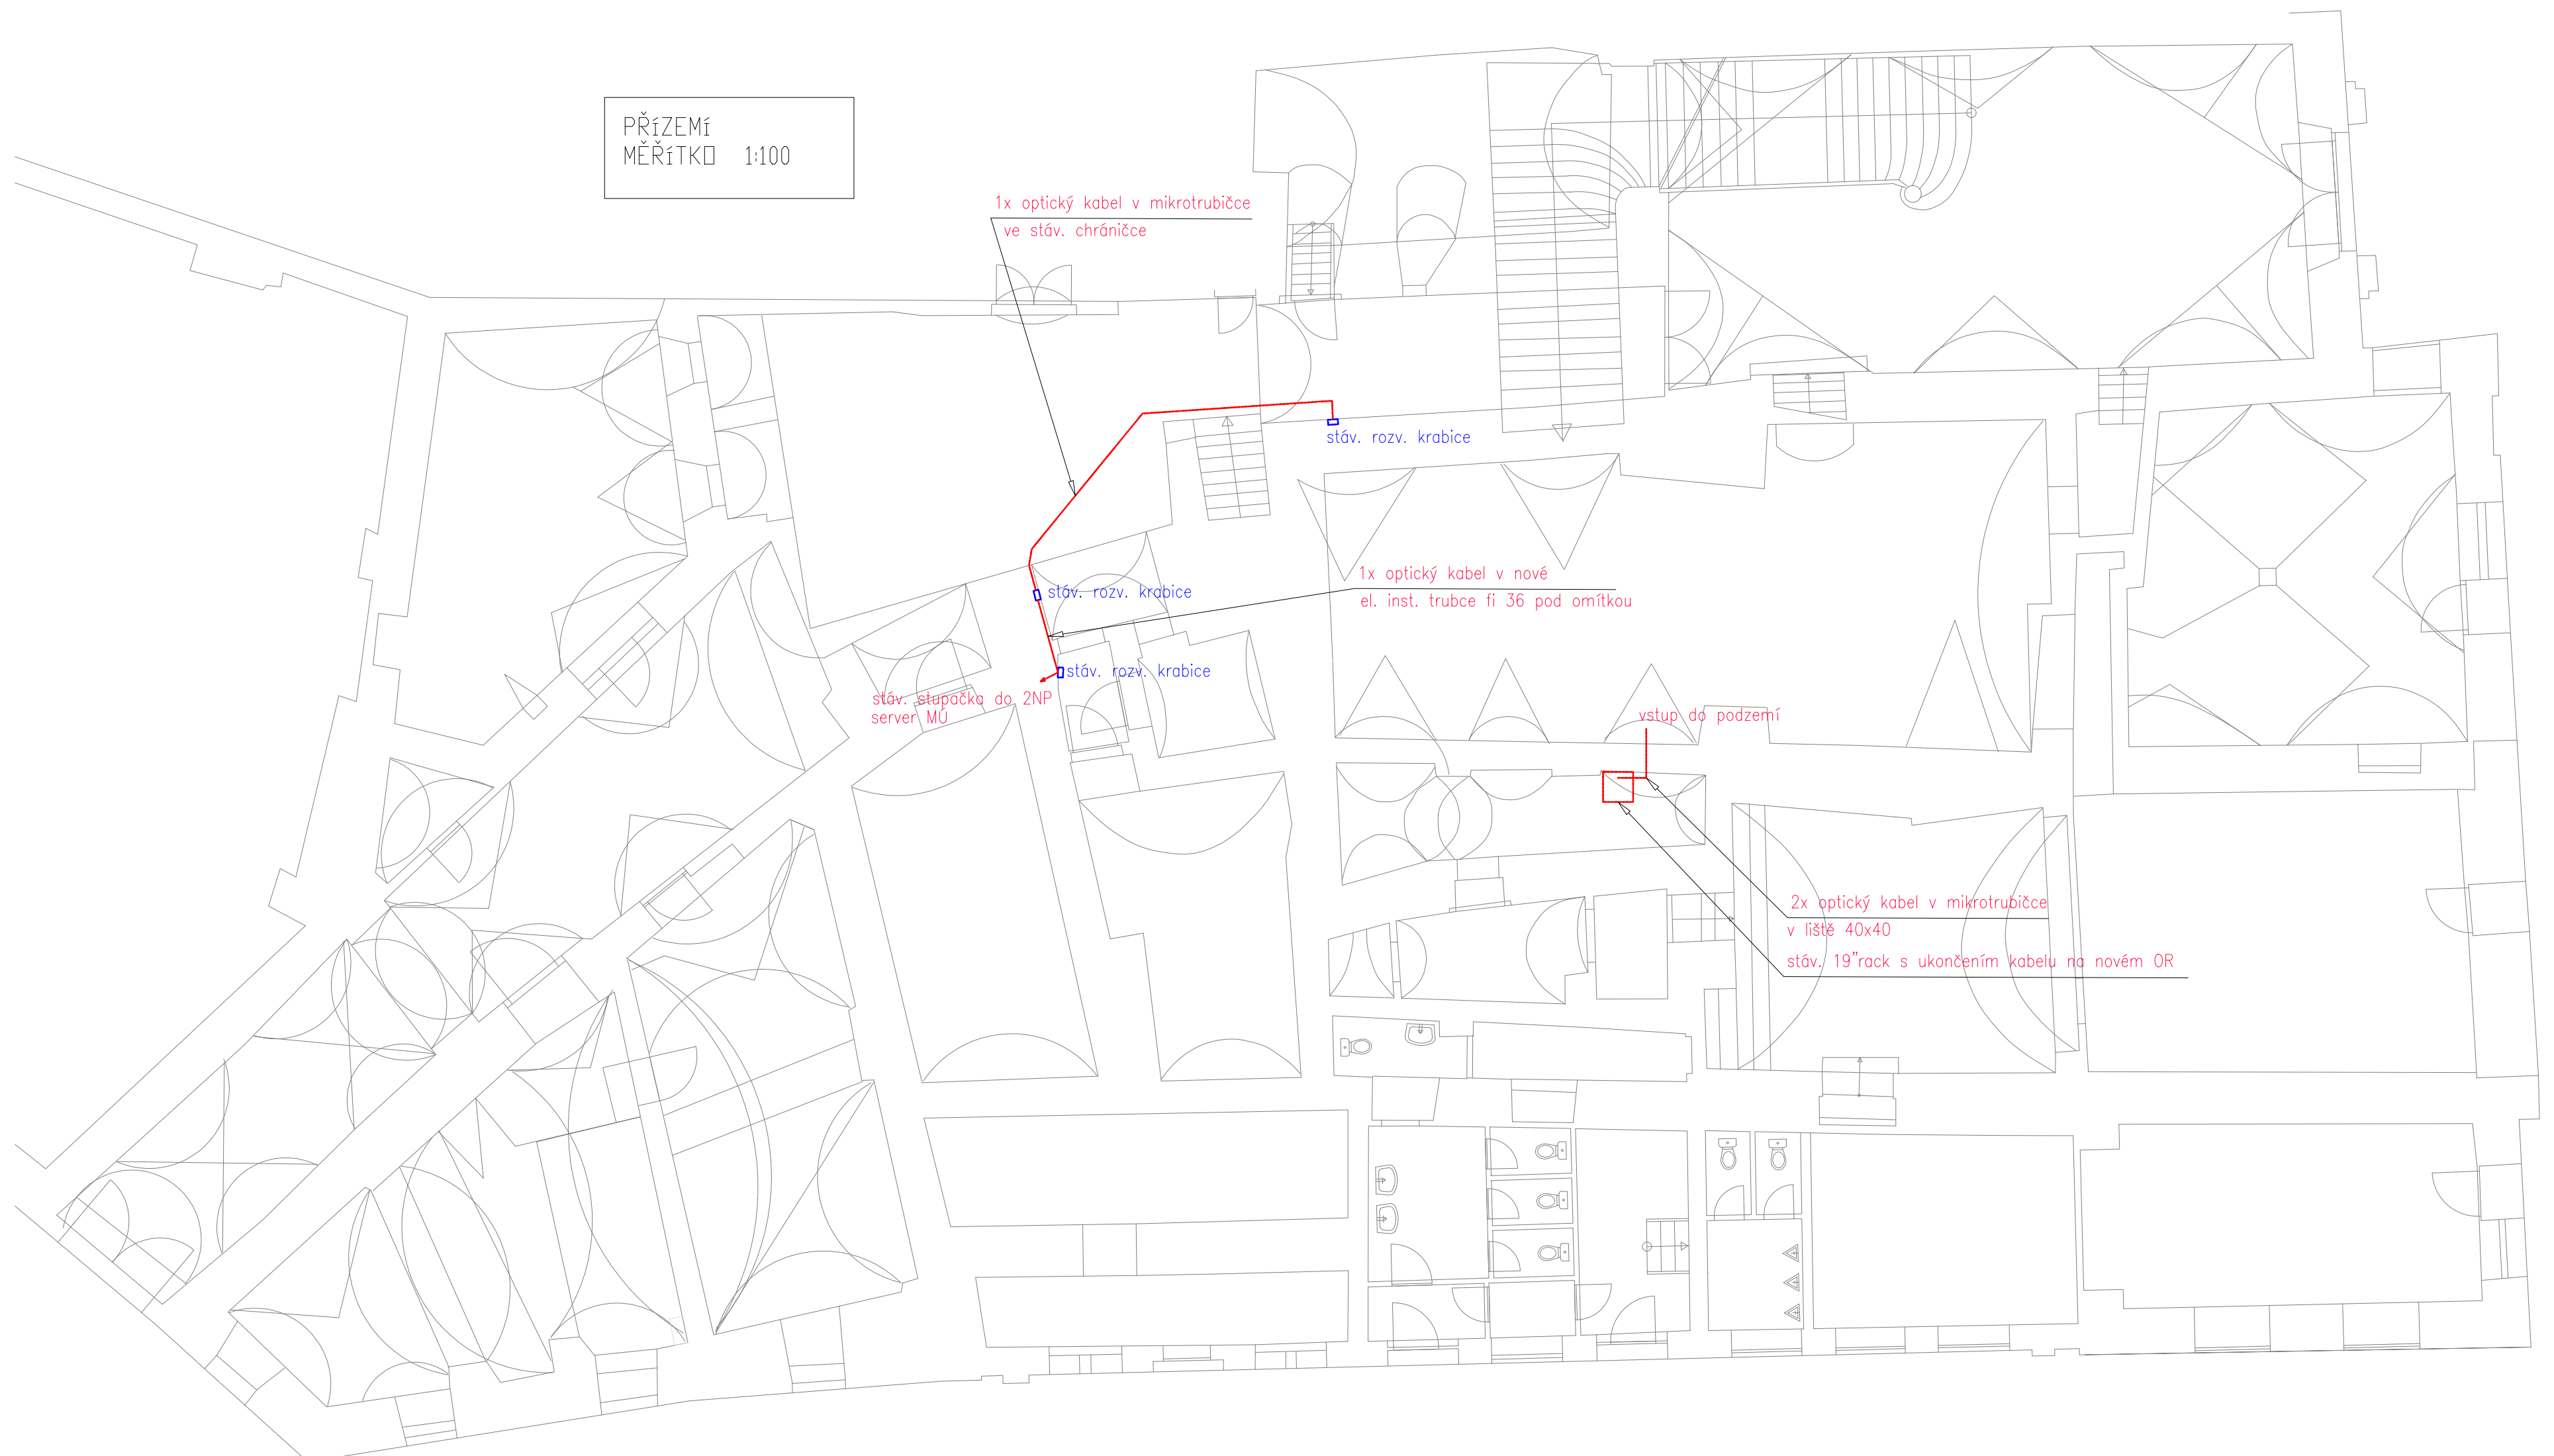 PŘÍZEMÍ
MĚŘÍTKO 1:100
1x optický kabel v mikrotrubičce
ve stáv. chráničce
stáv. rozv. krabice
1x optický kabel v nové
el. inst. trubce fi 36 pod omítkou
stáv. rozv. krabice
stáv. rozv. krabice
stáv. stupačka do 2NP
server MÚ
vstup do podzemí
2x optický kabel v mikrotrubičce
v liště 40x40
stáv. 19"rack s ukončením kabelu na novém OR